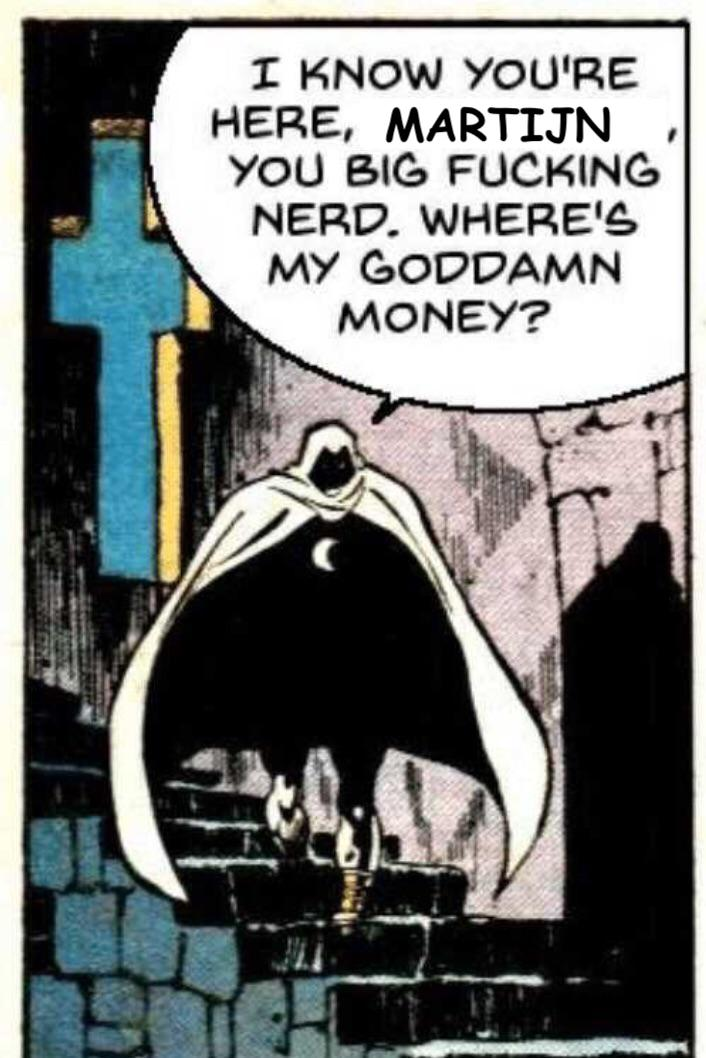 I KNOW YOU'RE
HERE, MARTIJN ,
YOU BIG FUCKING
NERD. WHERE'S
MY GODDAMN
MONEY?